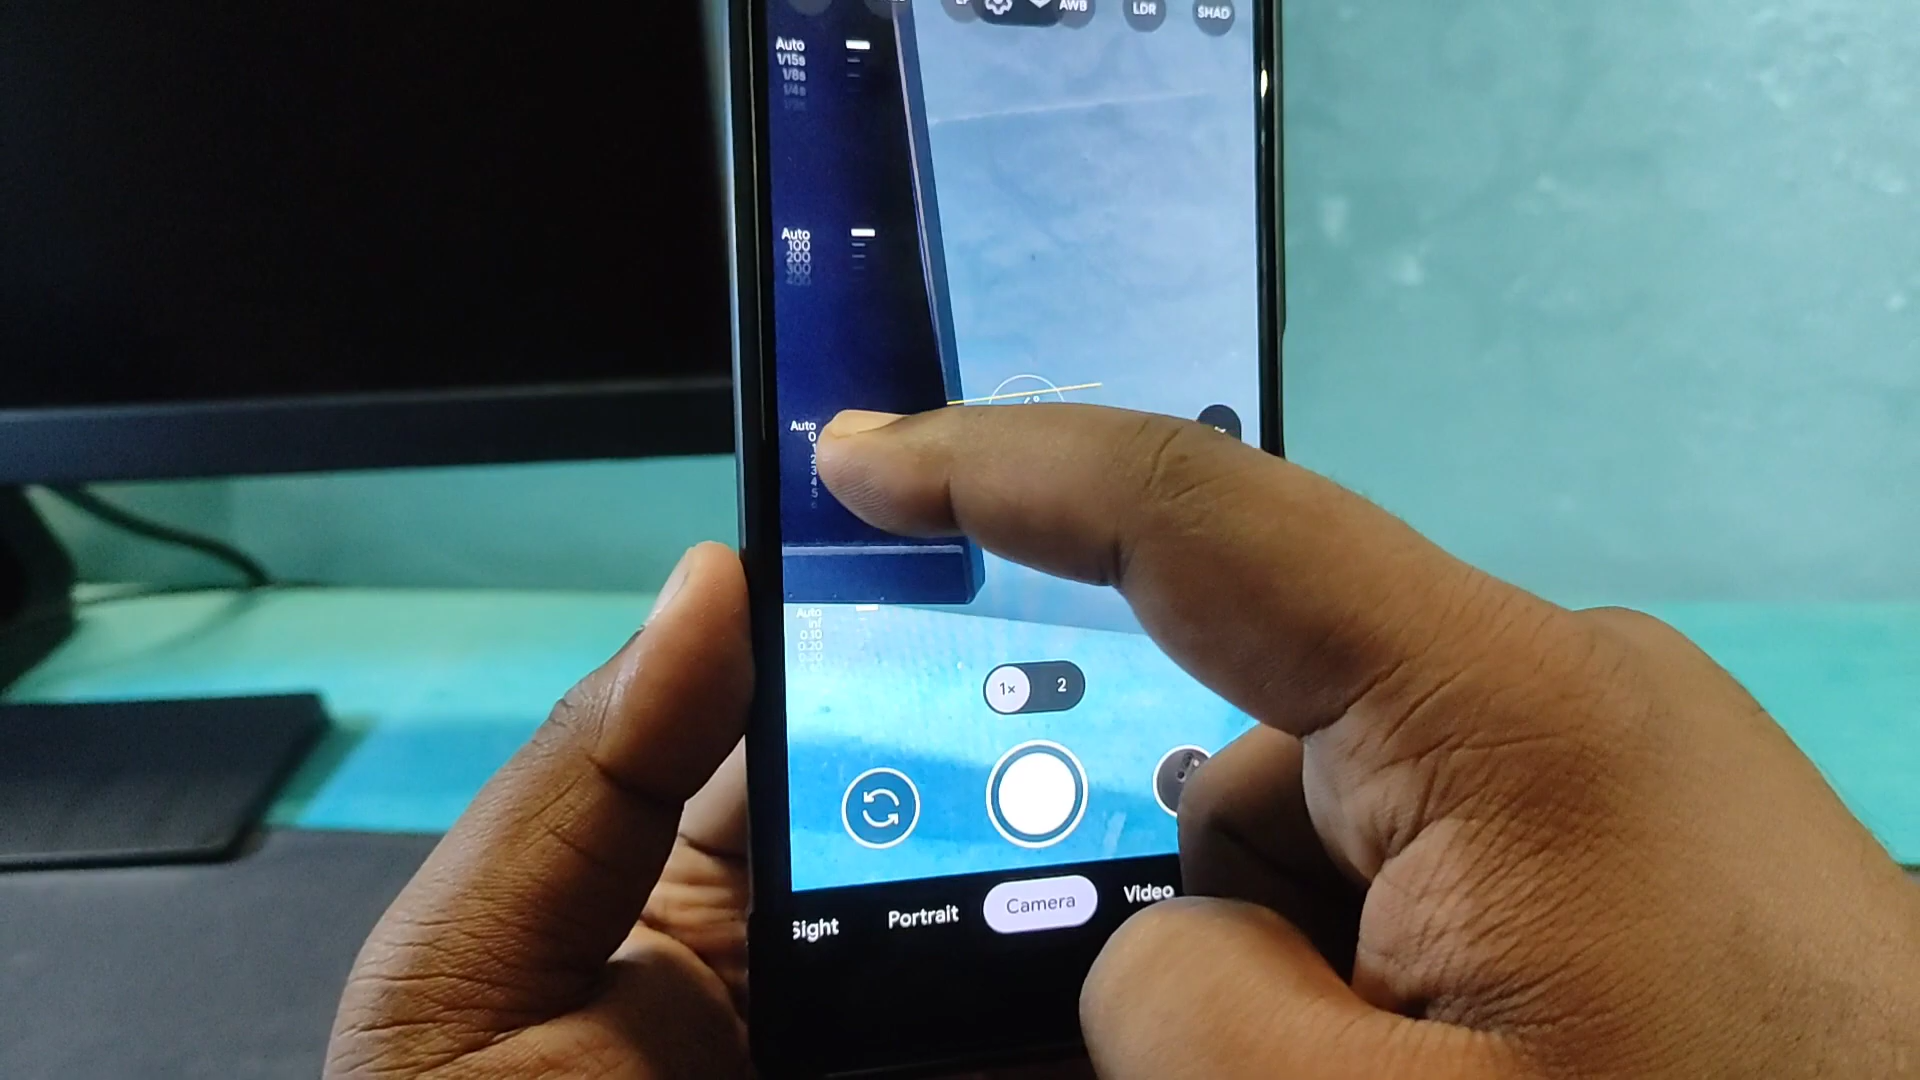 AWB
LDR
SHAD
Auto
1/15s
1/8s
1/4s
Auto
100
200
300
400
Auto
0
2
3
4
5
Auto
Inf
0.10
0.20
1×
2
Sight
Portrait
Camera
Video